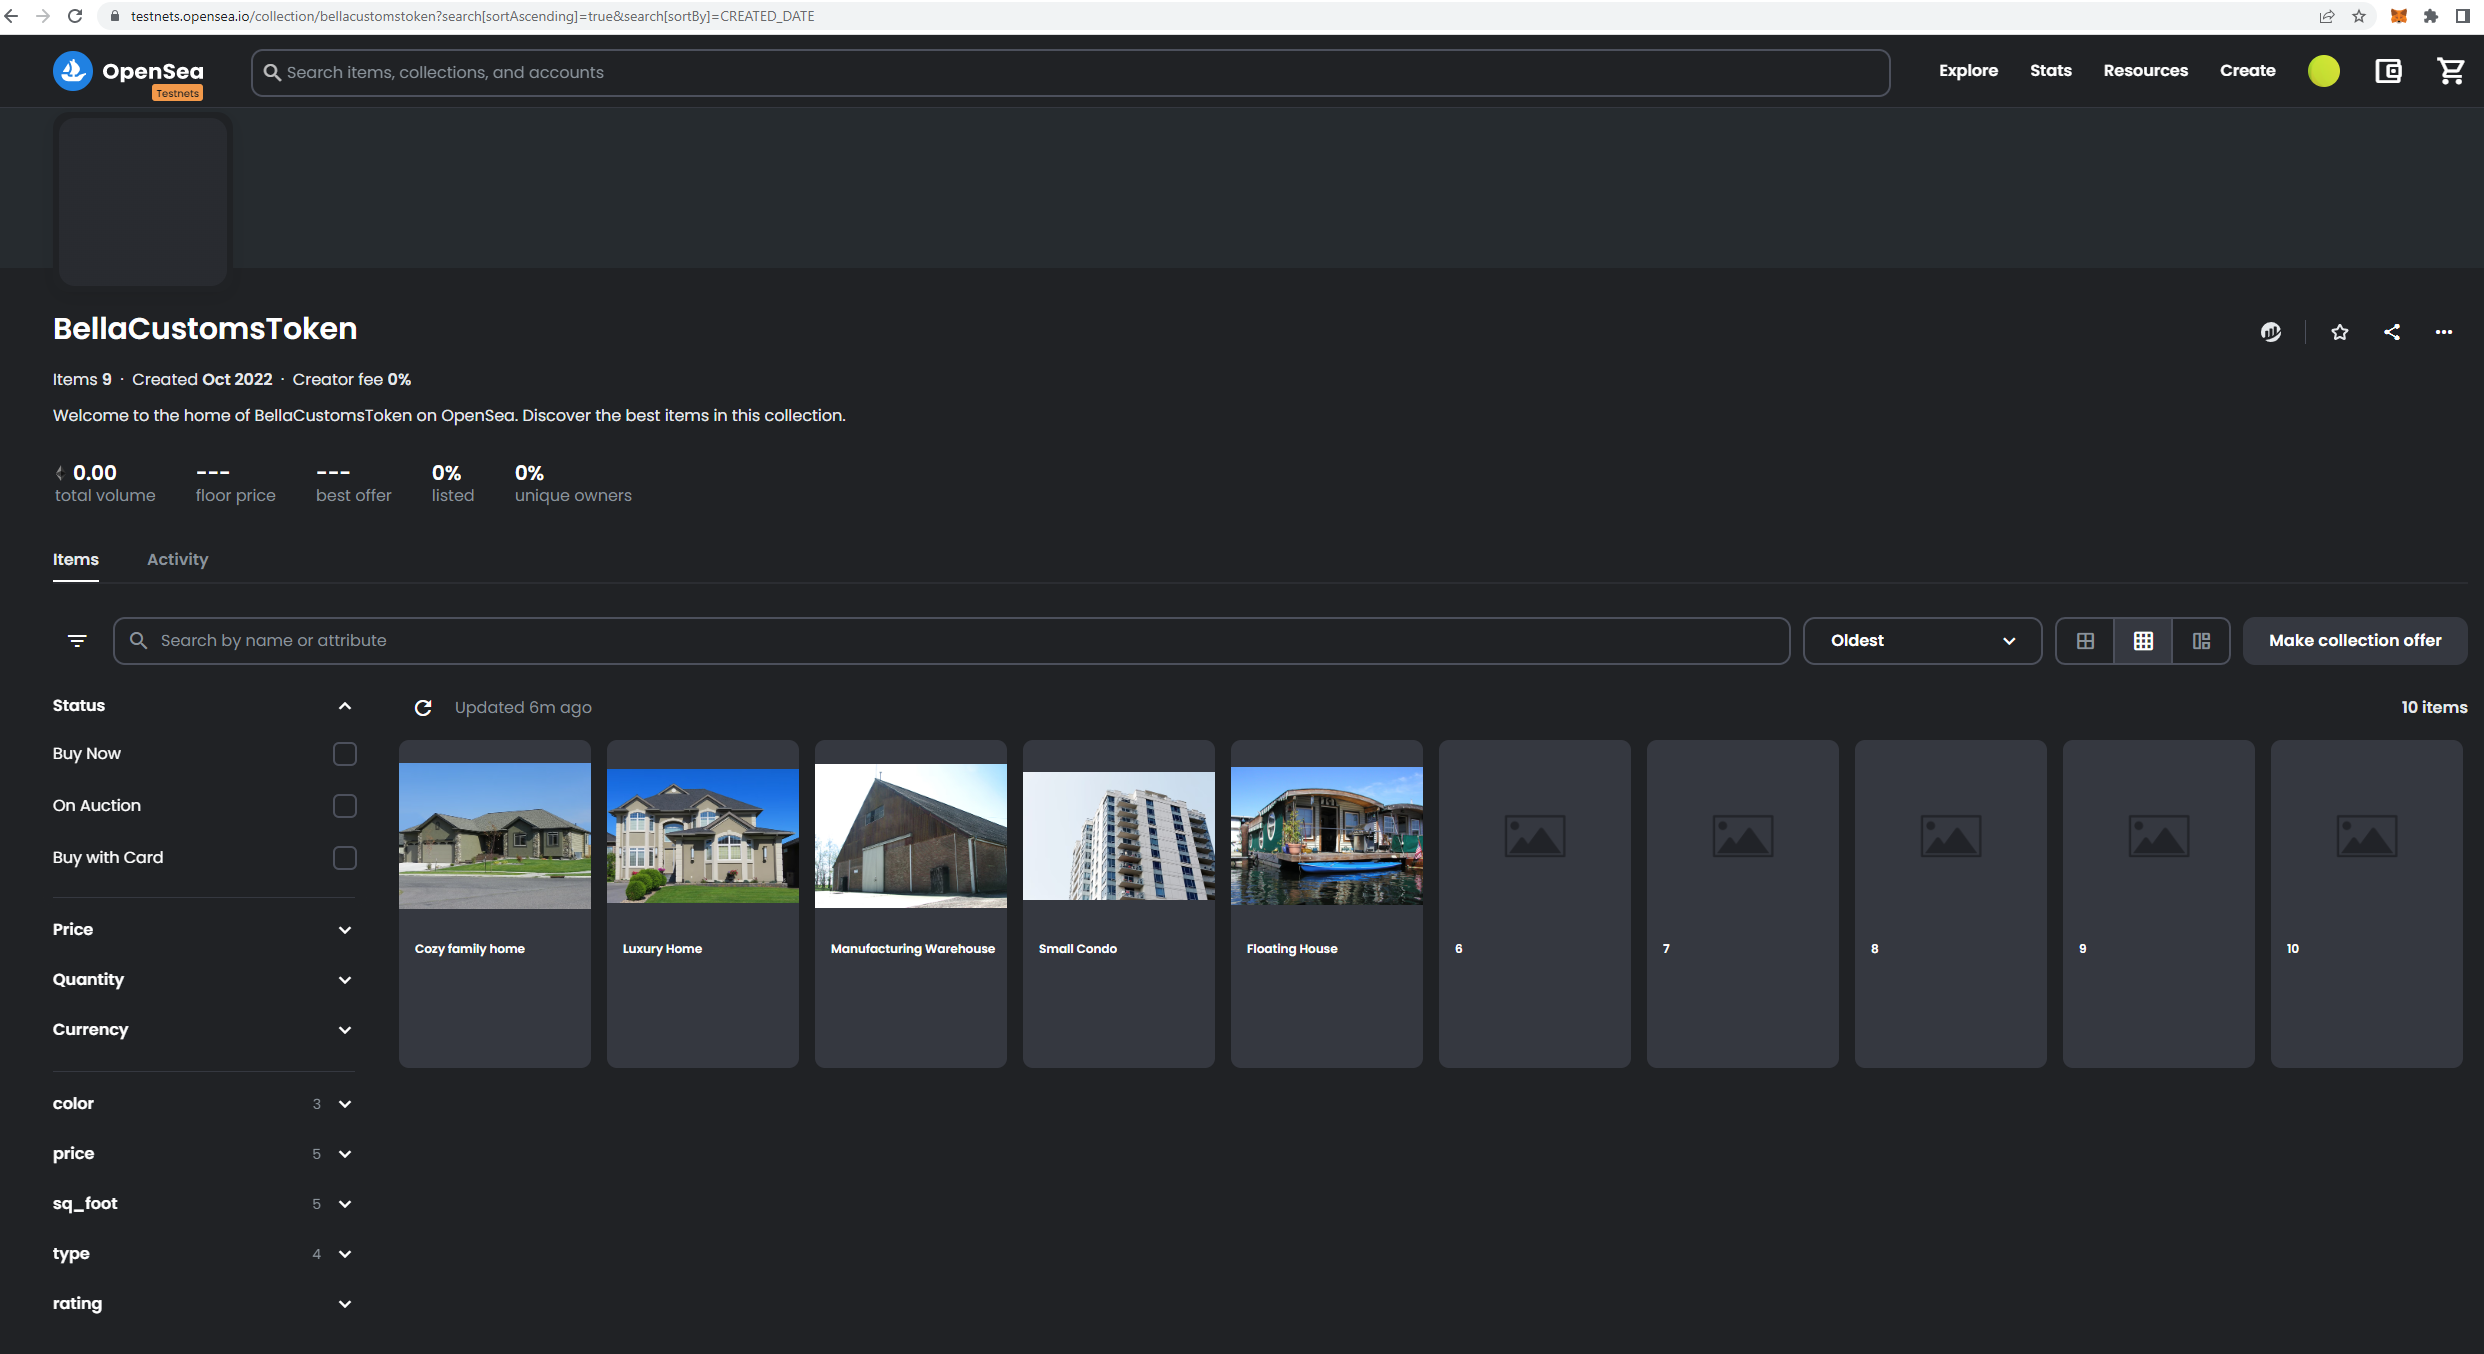 testnets.opensea.io/collection/bellacustomstoken?search[sortAscending]=true&search[sortBy]=CREATED_DATE
OpenSea
Testnets
Search items, collections, and accounts
Explore
Stats
Resources
Create
BellaCustomsToken
Items 9 · Created Oct 2022 · Creator fee 0%
Welcome to the home of BellaCustomsToken on OpenSea. Discover the best items in this collection.
0.00
total volume
---
floor price
---
best offer
0%
listed
0%
unique owners
Items
Activity
Search by name or attribute
Oldest
Make collection offer
Status
Buy Now
On Auction
Buy with Card
Price
Quantity
Currency
color 3
price 5
sq_foot 5
type 4
rating
Updated 6m ago
10 items
Cozy family home
Luxury Home
Manufacturing Warehouse
Small Condo
Floating House
6
7
8
9
10